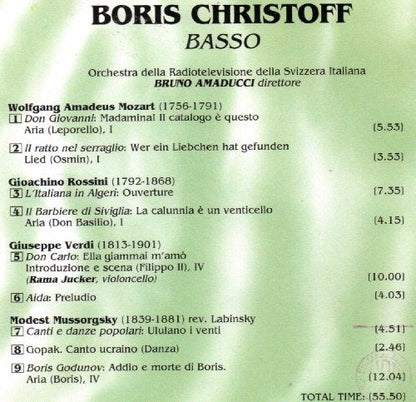 BORIS CHRISTOFF
BASSO
Orchestra della Radiotelevisione della Svizzera Italiana
BRUNO AMADUCCI direttore
Wolfgang Amadeus Mozart (1756-1791)
1 Don Giovanni: Madamina! Il catalogo è questo
Aria (Leporello), I (5.53)
2 Il ratto nel serraglio: Wer ein Liebchen hat gefunden
Lied (Osmin), I (3.53)
Gioachino Rossini (1792-1868)
3 L'Italiana in Algeri: Ouverture (7.35)
4 Il Barbiere di Siviglia: La calunnia è un venticello
Aria (Don Basilio), I (4.15)
Giuseppe Verdi (1813-1901)
5 Don Carlo: Ella giammai m'amò
Introduzione e scena (Filippo II), IV
(Rama Jucker, violoncello) (10.00)
6 Aida: Preludio (4.03)
Modest Mussorgsky (1839-1881) rev. Labinsky
7 Canti e danze popolari: Ululano i venti (4.51)
8 Gopak. Canto ucraino (Danza) (2.46)
9 Boris Godunov: Addio e morte di Boris.
Aria (Boris), IV (12.04)
TOTAL TIME: (55.50)